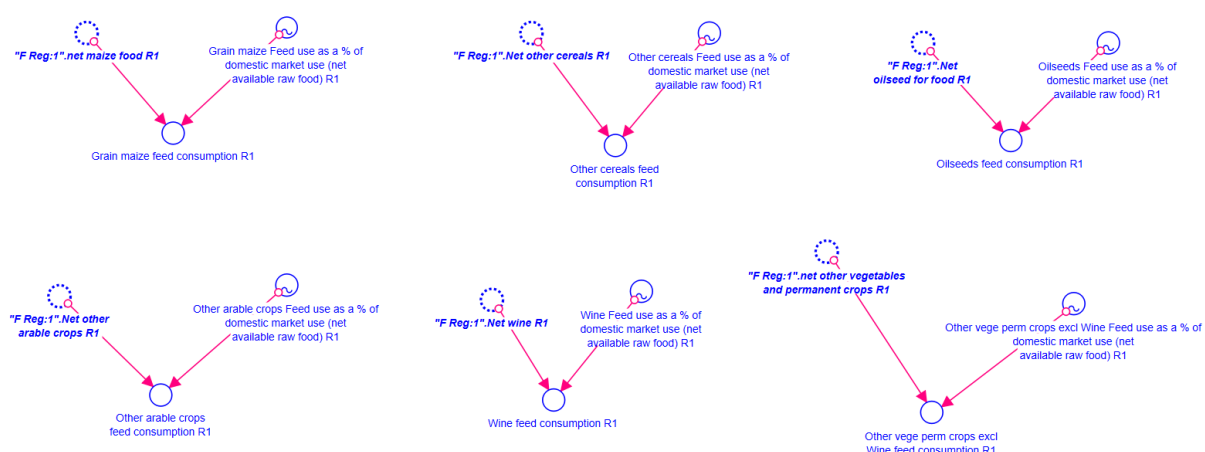 "F Reg:1".net maize food R1
Grain maize Feed use as a % of
domestic market use (net
available raw food) R1
Grain maize feed consumption R1
"F Reg:1".Net other cereals R1
Other cereals Feed use as a % of
domestic market use (net
available raw food) R1
Other cereals feed
consumption R1
"F Reg:1".Net
oilseed for food R1
Oilseeds Feed use as a % of
domestic market use (net
available raw food) R1
Oilseeds feed consumption R1
"F Reg:1".Net other
arable crops R1
Other arable crops Feed use as a % of
domestic market use (net
available raw food) R1
Other arable crops
feed consumption R1
"F Reg:1".Net wine R1
Wine Feed use as a % of
domestic market use (net
available raw food) R1
Wine feed consumption R1
"F Reg:1".net other vegetables
and permanent crops R1
Other vege perm crops excl Wine Feed use as a % of
domestic market use (net
available raw food) R1
Other vege perm crops excl
Wine feed consumption R1